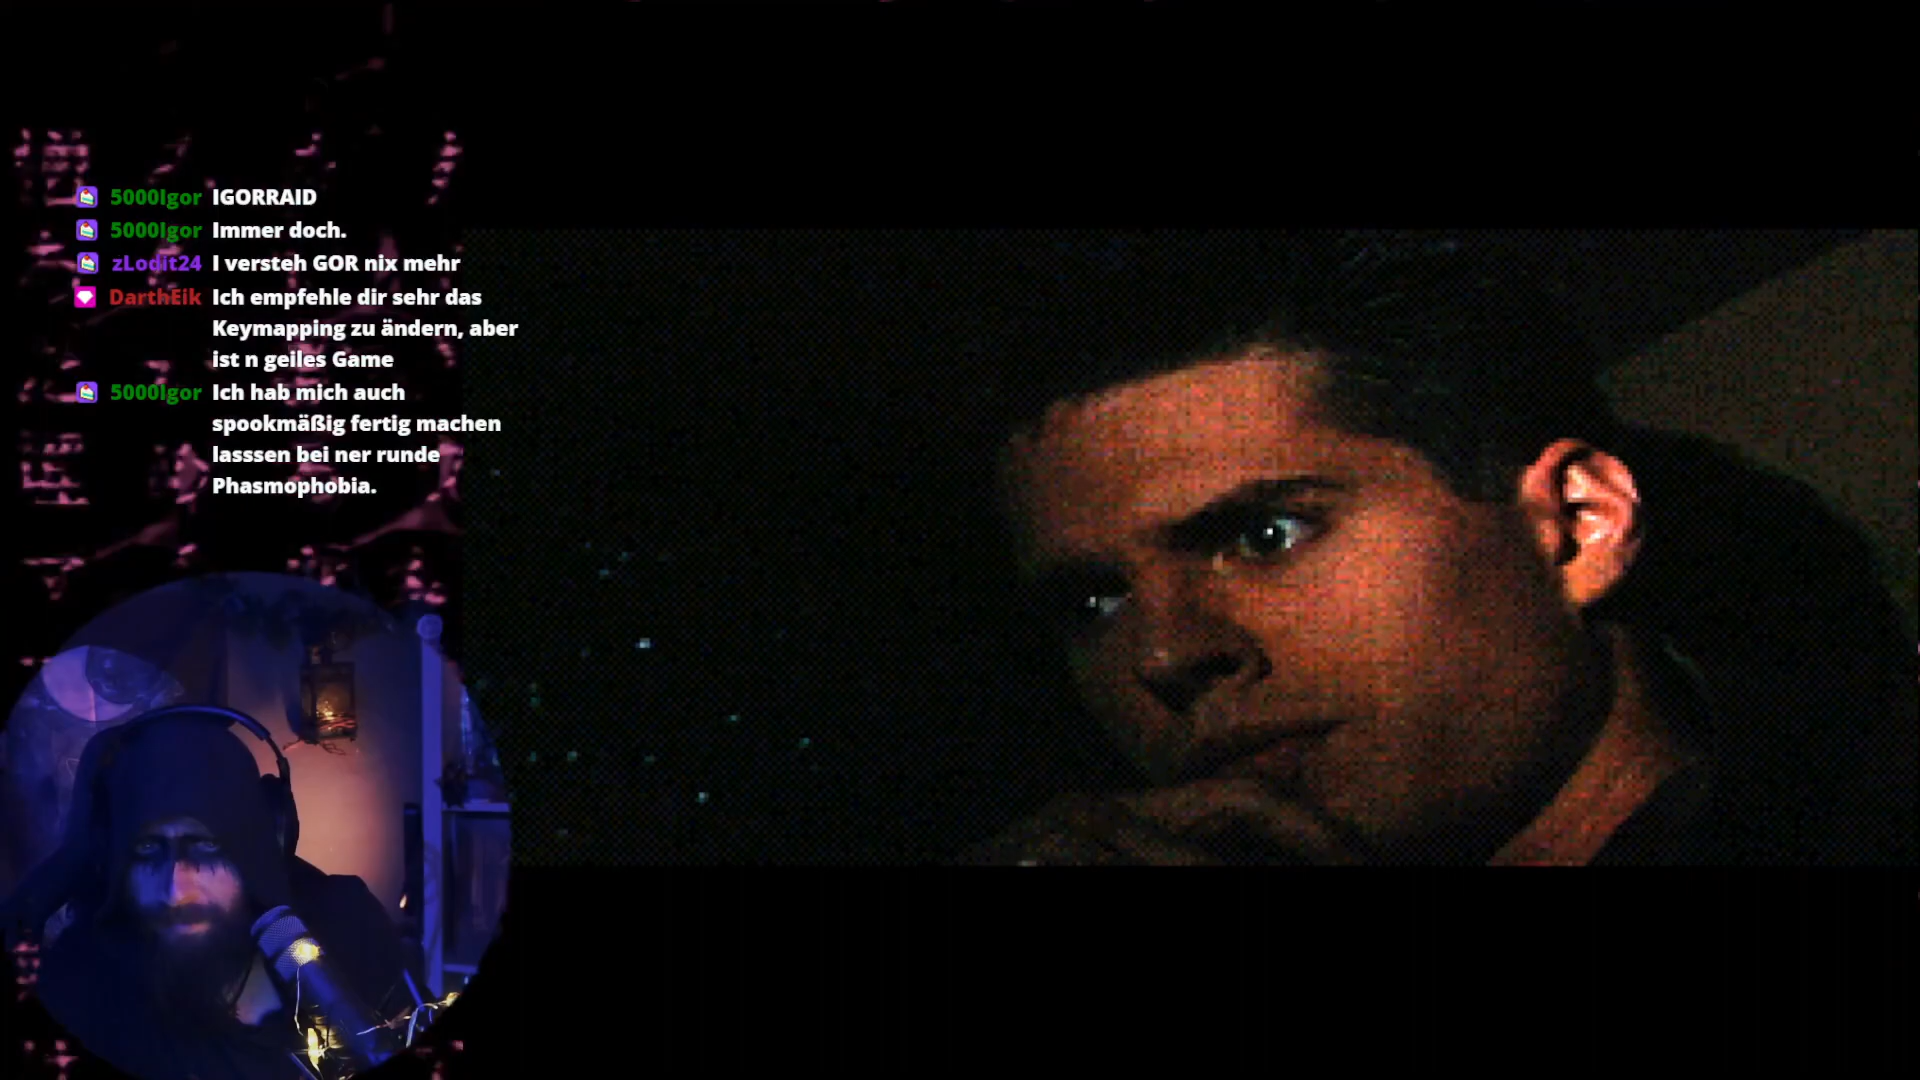 5000Igor IGORRAID
5000Igor Immer doch.
zLodit24 I versteh GOR nix mehr
DarthEik Ich empfehle dir sehr das
Keymapping zu ändern, aber
ist n geiles Game
5000Igor Ich hab mich auch
spookmäßig fertig machen
lasssen bei ner runde
Phasmophobia.